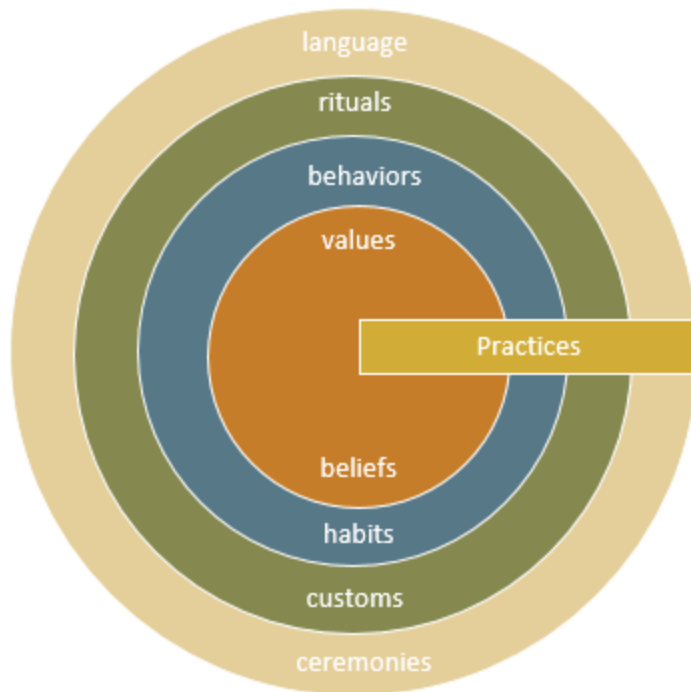 language
rituals
behaviors
values
Practices
beliefs
habits
customs
ceremonies